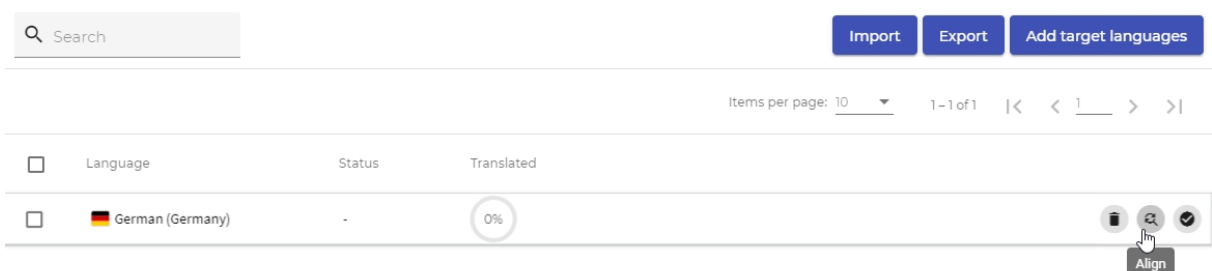 Search
Import Export Add target languages
Items per page: 10 1 – 1 of 1 1
Language Status Translated
German (Germany) - 0%
Align